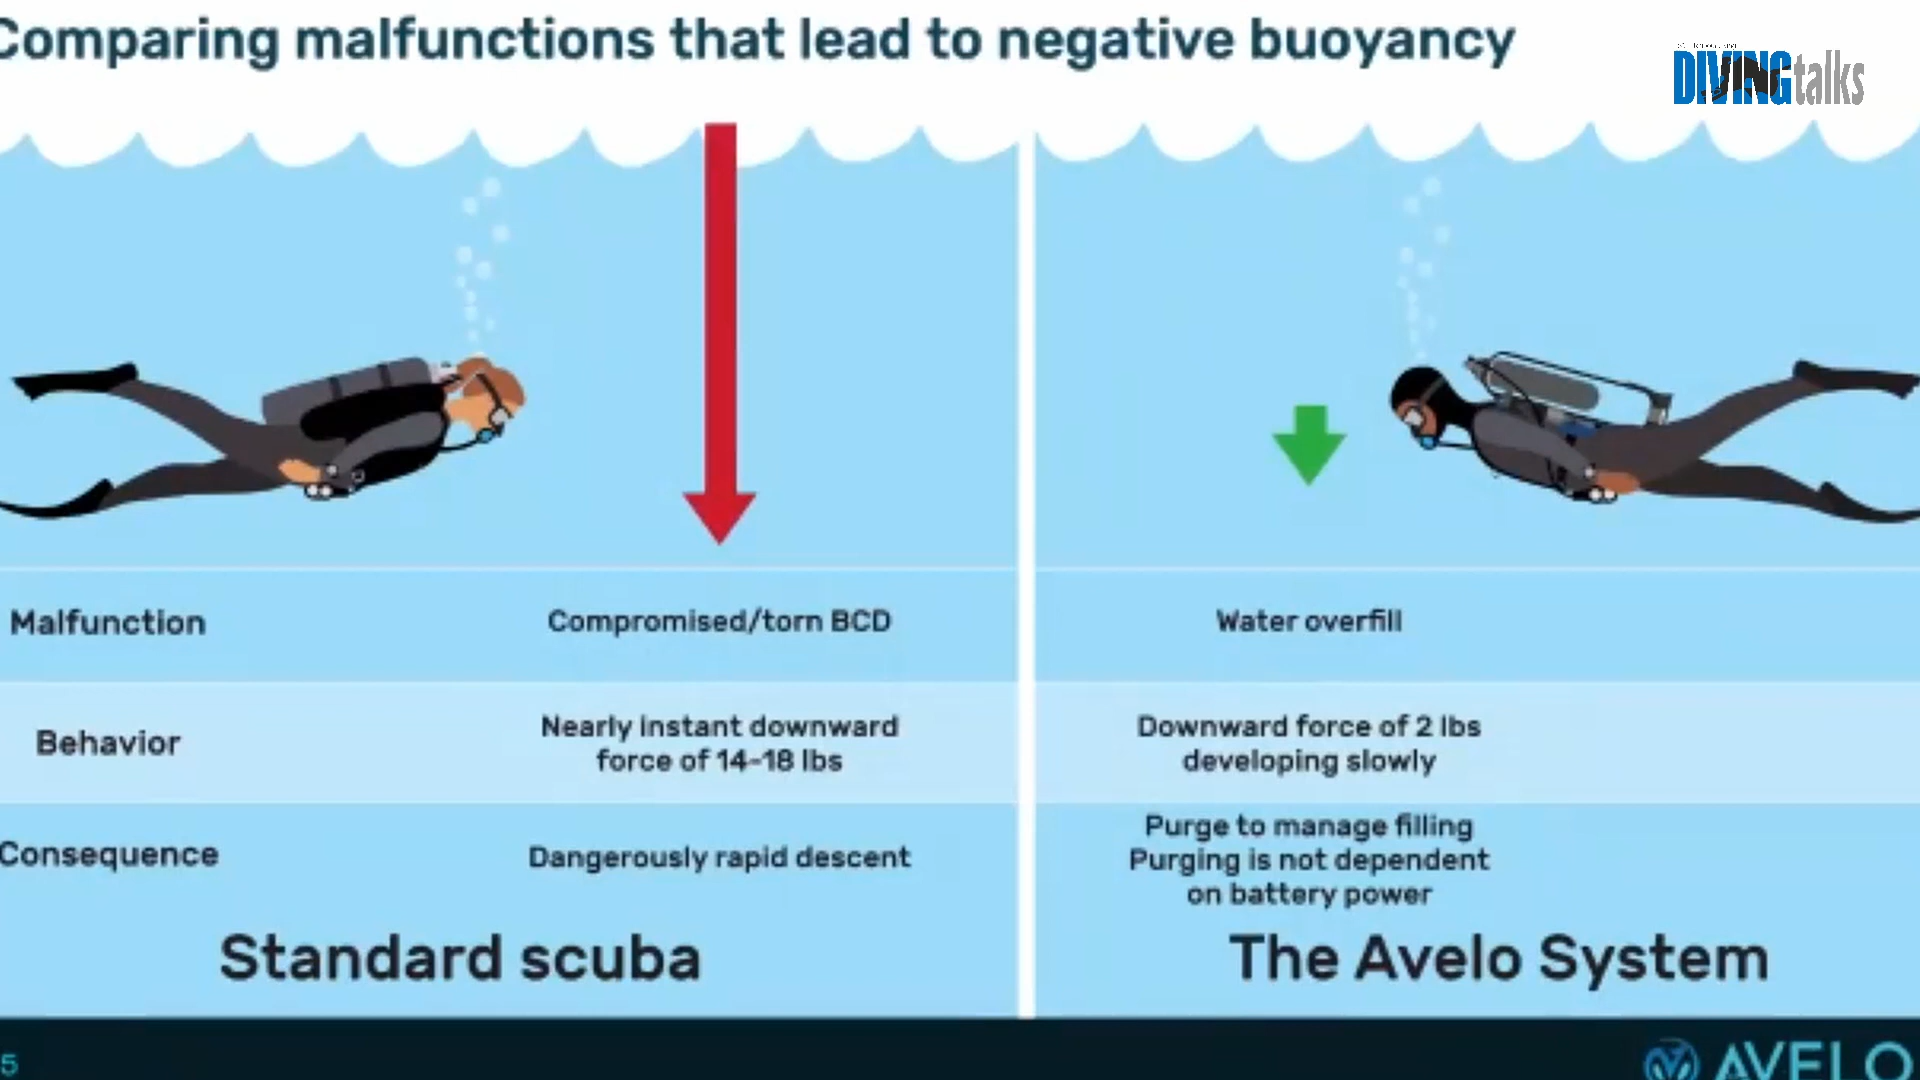 Comparing malfunctions that lead to negative buoyancy
DIVINGtalks
Malfunction
Compromised/torn BCD
Water overfill
Behavior
Nearly instant downward
force of 14-18 lbs
Downward force of 2 lbs
developing slowly
Consequence
Dangerously rapid descent
Purge to manage filling
Purging is not dependent
on battery power
Standard scuba
The Avelo System
5
AVELO